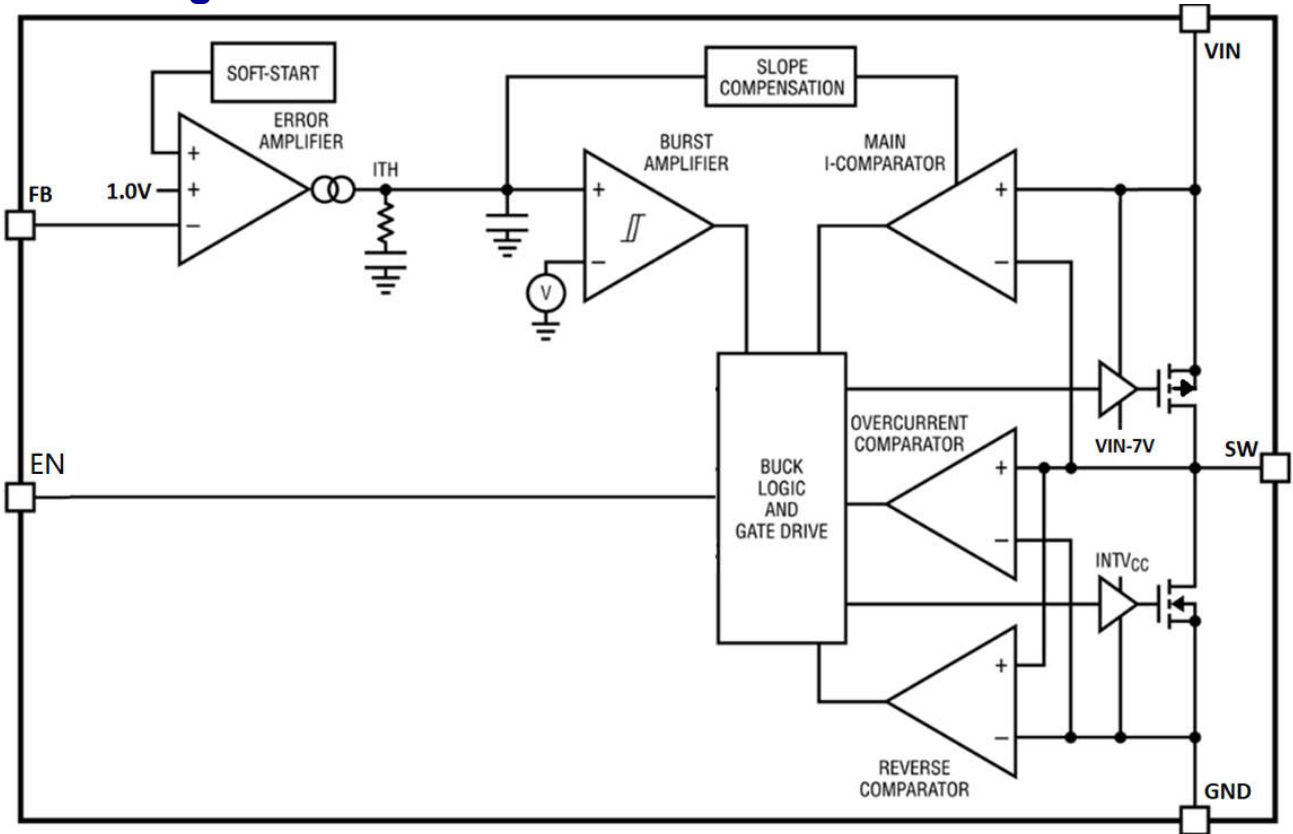 VIN
SOFT-START
SLOPE
COMPENSATION
ERROR
AMPLIFIER
BURST
AMPLIFIER
MAIN
I-COMPARATOR
+
ITH
FB
1.0V
+
+
+
−
−
−
V
OVERCURRENT
COMPARATOR
VIN-7V
SW
EN
+
BUCK
LOGIC
AND
GATE DRIVE
−
INTVCC
+
−
REVERSE
COMPARATOR
GND